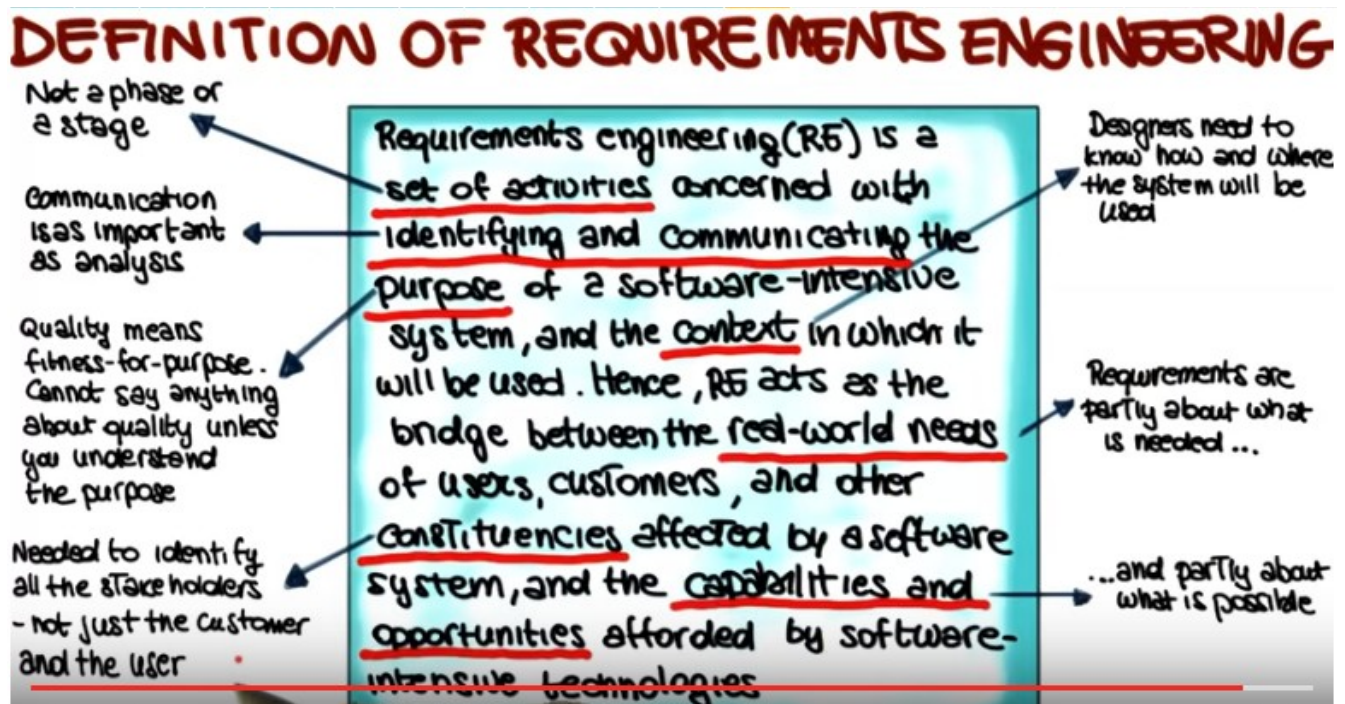 DEFINITION OF REQUIREMENTS ENGINEERING
Not a phase or
a stage
Communication
is as important
as analysis
Quality means
fitness-for-purpose.
Cannot say anything
about quality unless
you understand
the purpose
Needed to identify
all the stakeholders
- not just the customer
and the user
Requirements engineering (RE) is a
set of activities concerned with
identifying and communicating the
purpose of a software-intensive
system, and the context in which it
will be used. Hence, RE acts as the
bridge between the real-world needs
of users, customers, and other
constituencies affected by a software
system, and the capabilities and
opportunities afforded by software-
intensive technologies
Designers need to
know how and where
the system will be
used
Requirements are
partly about what
is needed...
...and partly about
what is possible